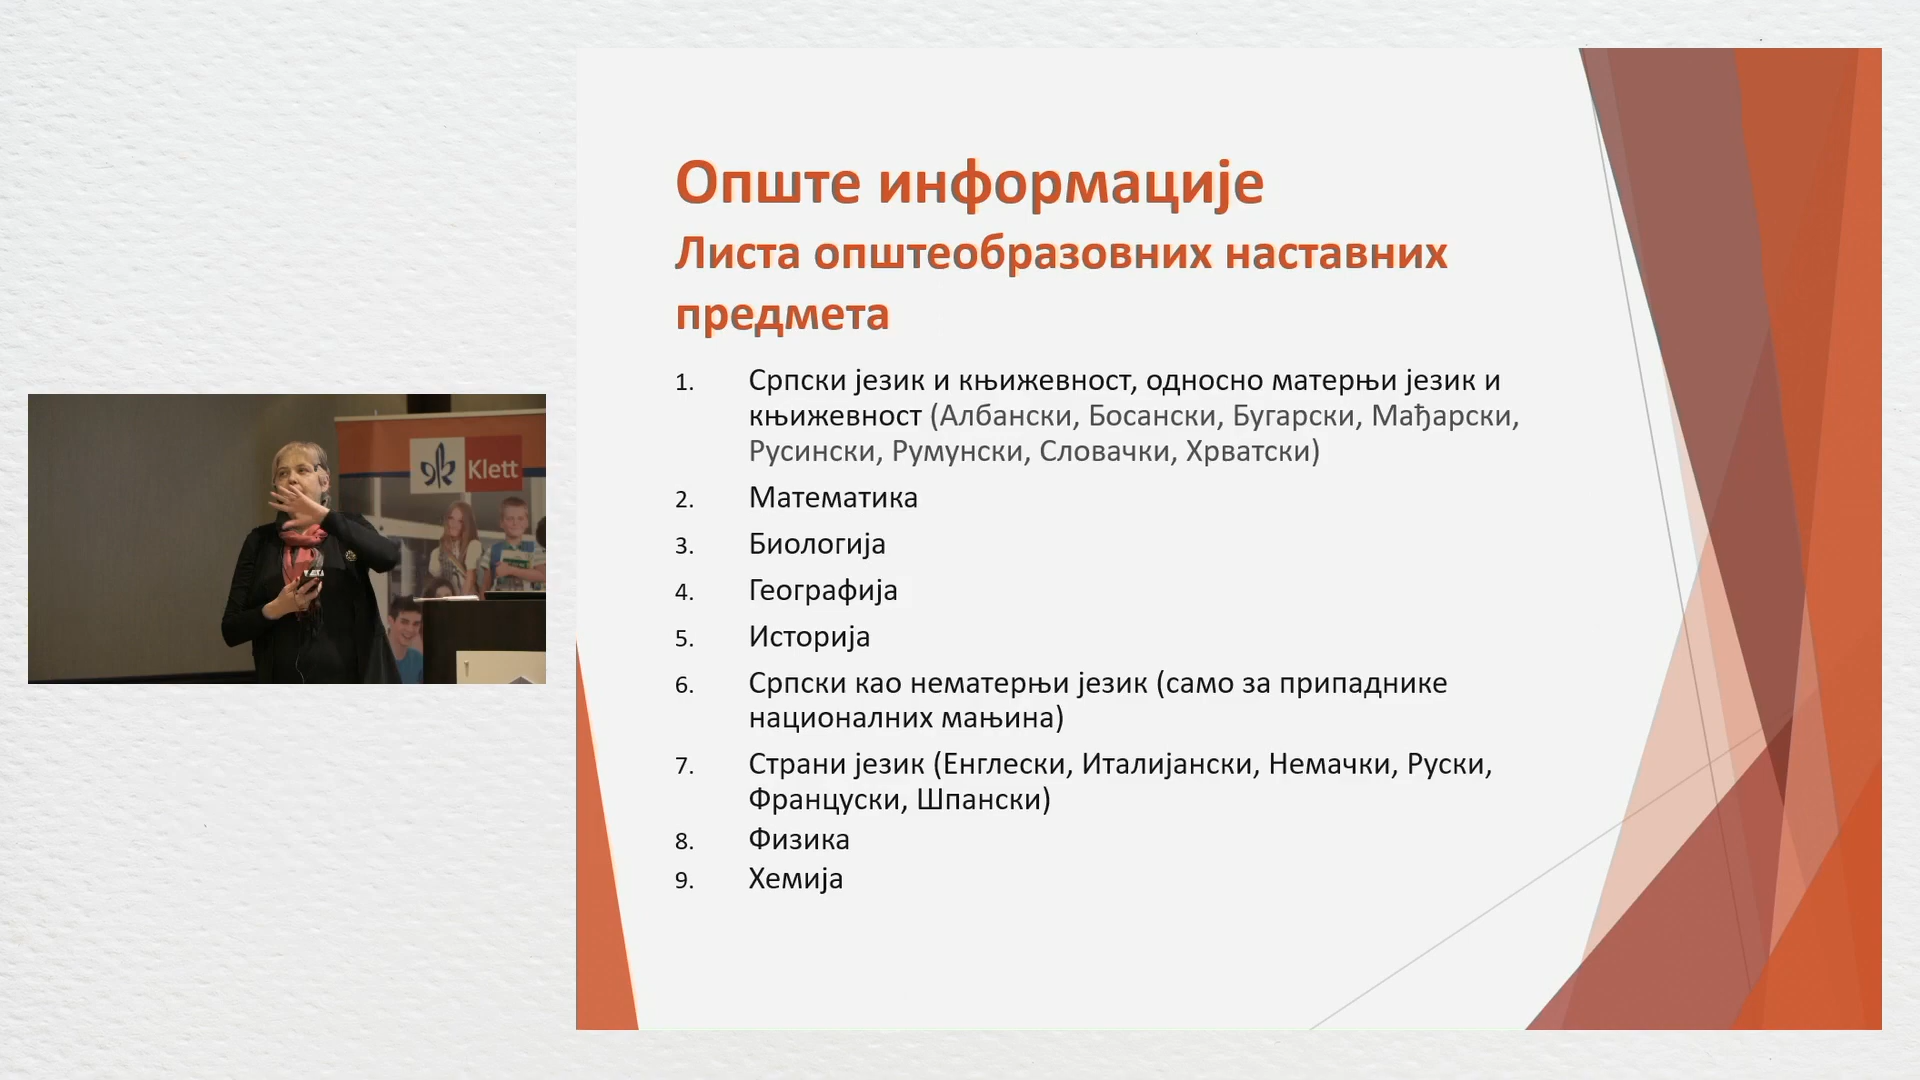 Опште информације
Листа општеобразовних наставних
предмета
1. Српски језик и књижевност, односно матерњи језик и
књижевност (Албански, Босански, Бугарски, Мађарски,
Русински, Румунски, Словачки, Хрватски)
2. Математика
3. Биологија
4. Географија
5. Историја
6. Српски као нематерњи језик (само за припаднике
националних мањина)
7. Страни језик (Енглески, Италијански, Немачки, Руски,
Француски, Шпански)
8. Физика
9. Хемија
Klett